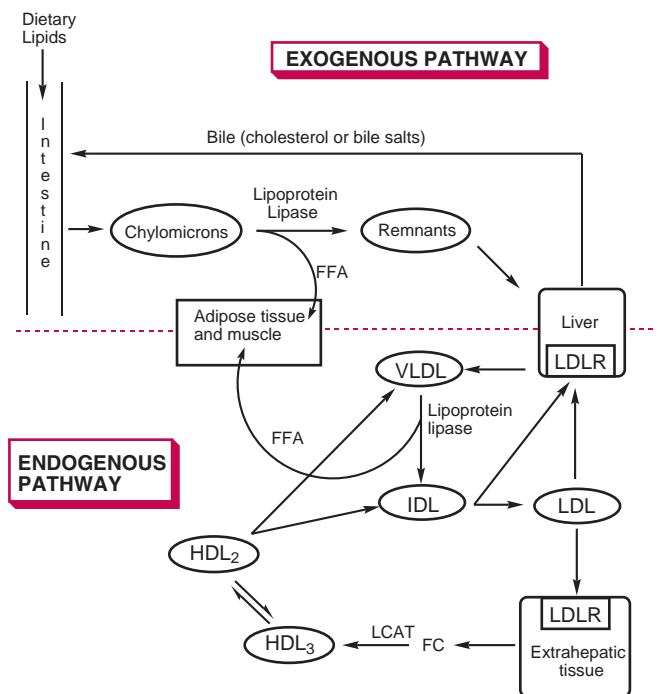 Dietary
Lipids
EXOGENOUS PATHWAY
Intestine
Bile (cholesterol or bile salts)
Lipoprotein
Lipase
Chylomicrons
Remnants
FFA
Adipose tissue
and muscle
Liver
LDLR
VLDL
Lipoprotein
lipase
FFA
ENDOGENOUS
PATHWAY
IDL
LDL
HDL2
LDLR
Extrahepatic
tissue
HDL3
LCAT
FC